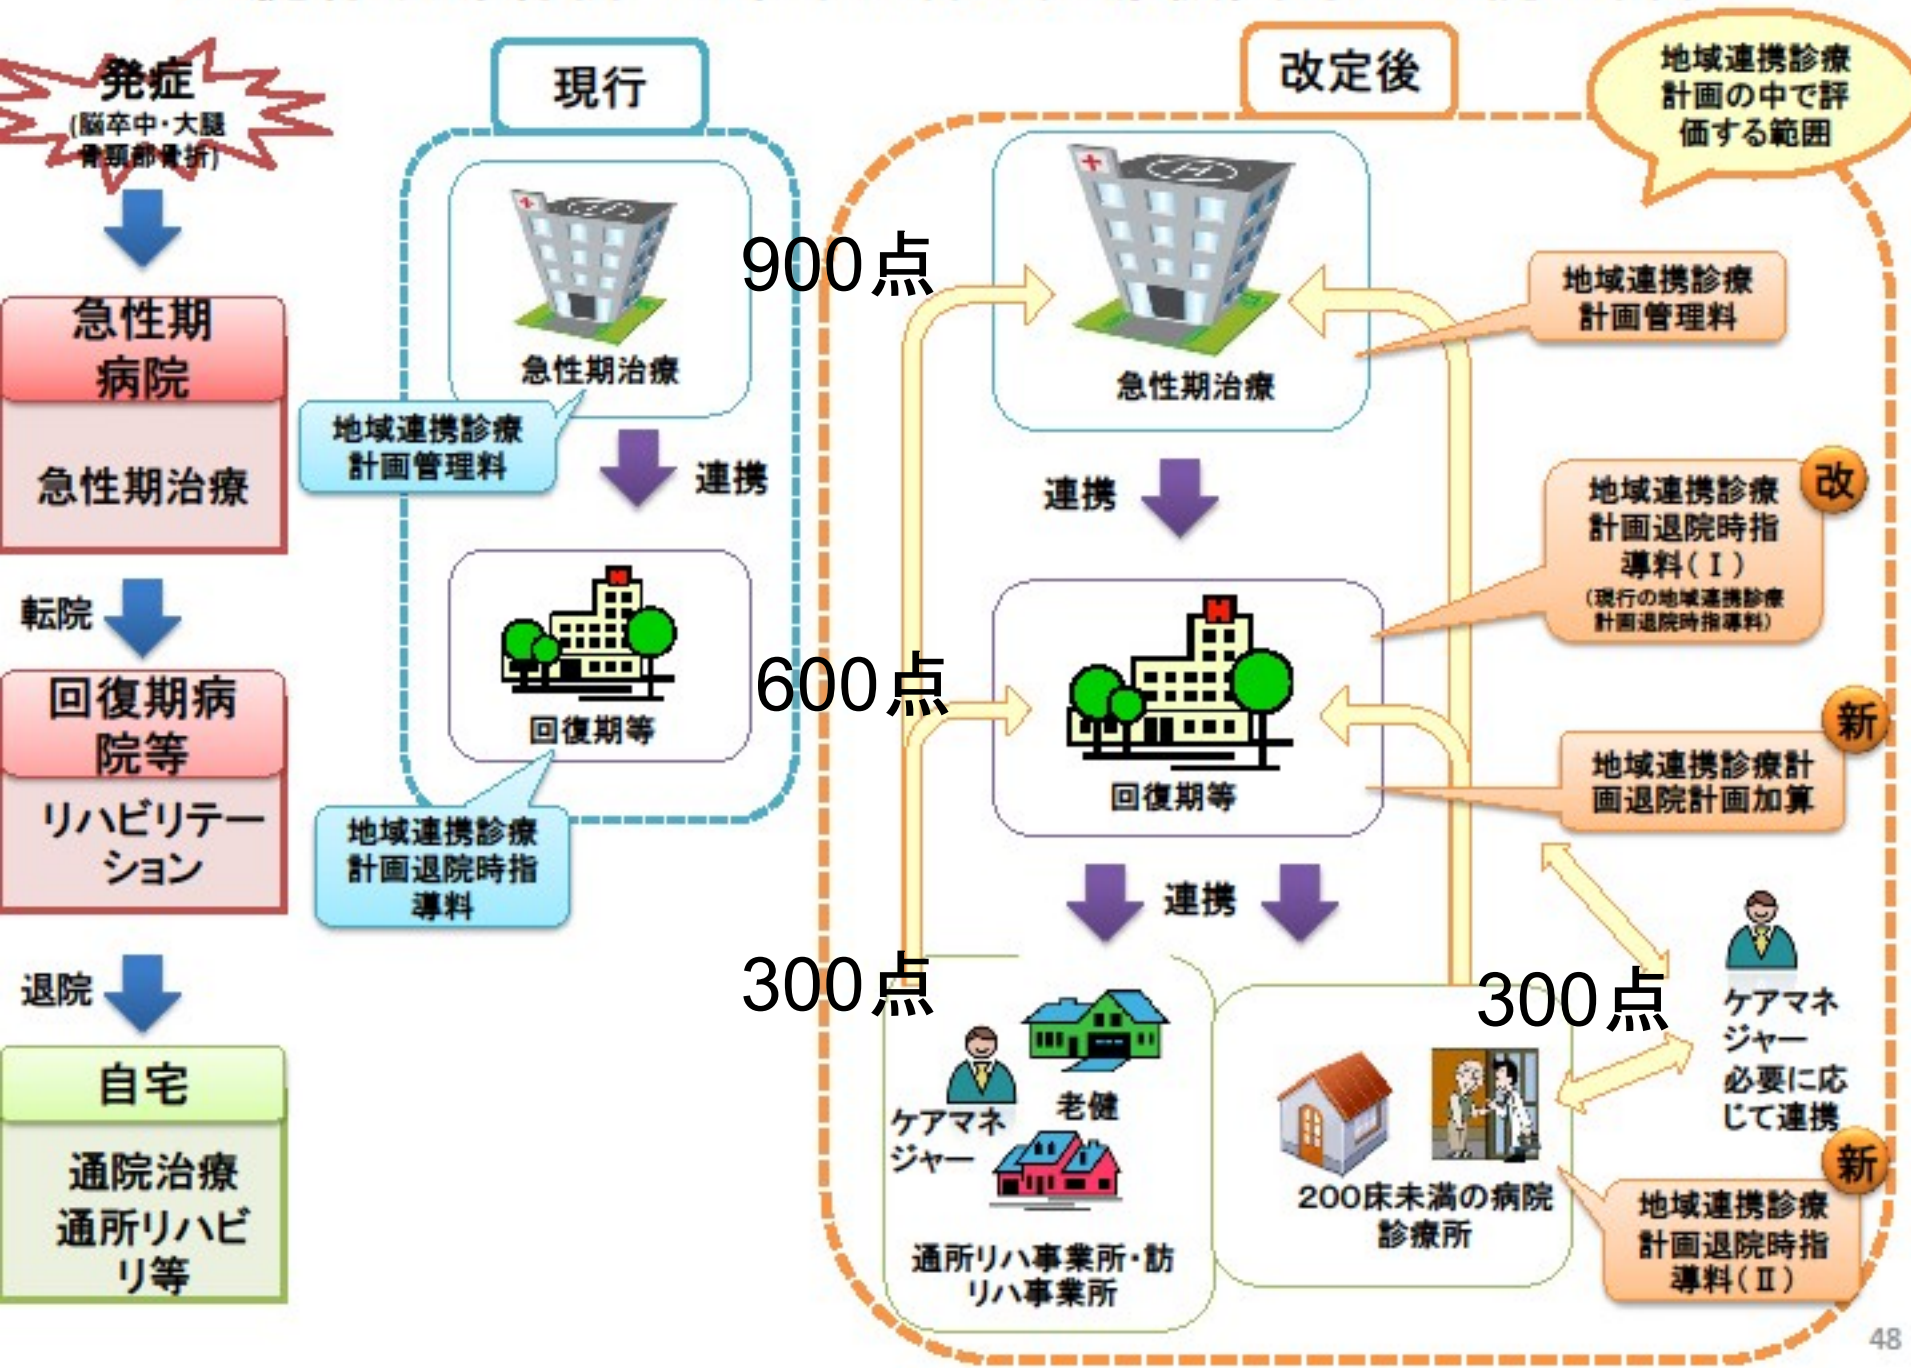 発症
(脳卒中・大腿
骨頸部骨折)
急性期
病院
急性期治療
転院
回復期病
院等
リハビリテー
ション
退院
自宅
通院治療
通所リハビ
リ等
現行
急性期治療
地域連携診療
計画管理料
連携
回復期等
地域連携診療
計画退院時指
導料
改定後
地域連携診療
計画の中で評
価する範囲
900点
急性期治療
地域連携診療
計画管理料
連携
改
地域連携診療
計画退院時指
導料(Ⅰ)
(現行の地域連携診療
計画退院時指導料)
600点
回復期等
新
地域連携診療計
画退院計画加算
連携
300点
ケアマネ
ジャー
老健
通所リハ事業所・訪
リハ事業所
300点
200床未満の病院
診療所
ケアマネ
ジャー
必要に応
じて連携
新
地域連携診療
計画退院時指
導料(Ⅱ)
48